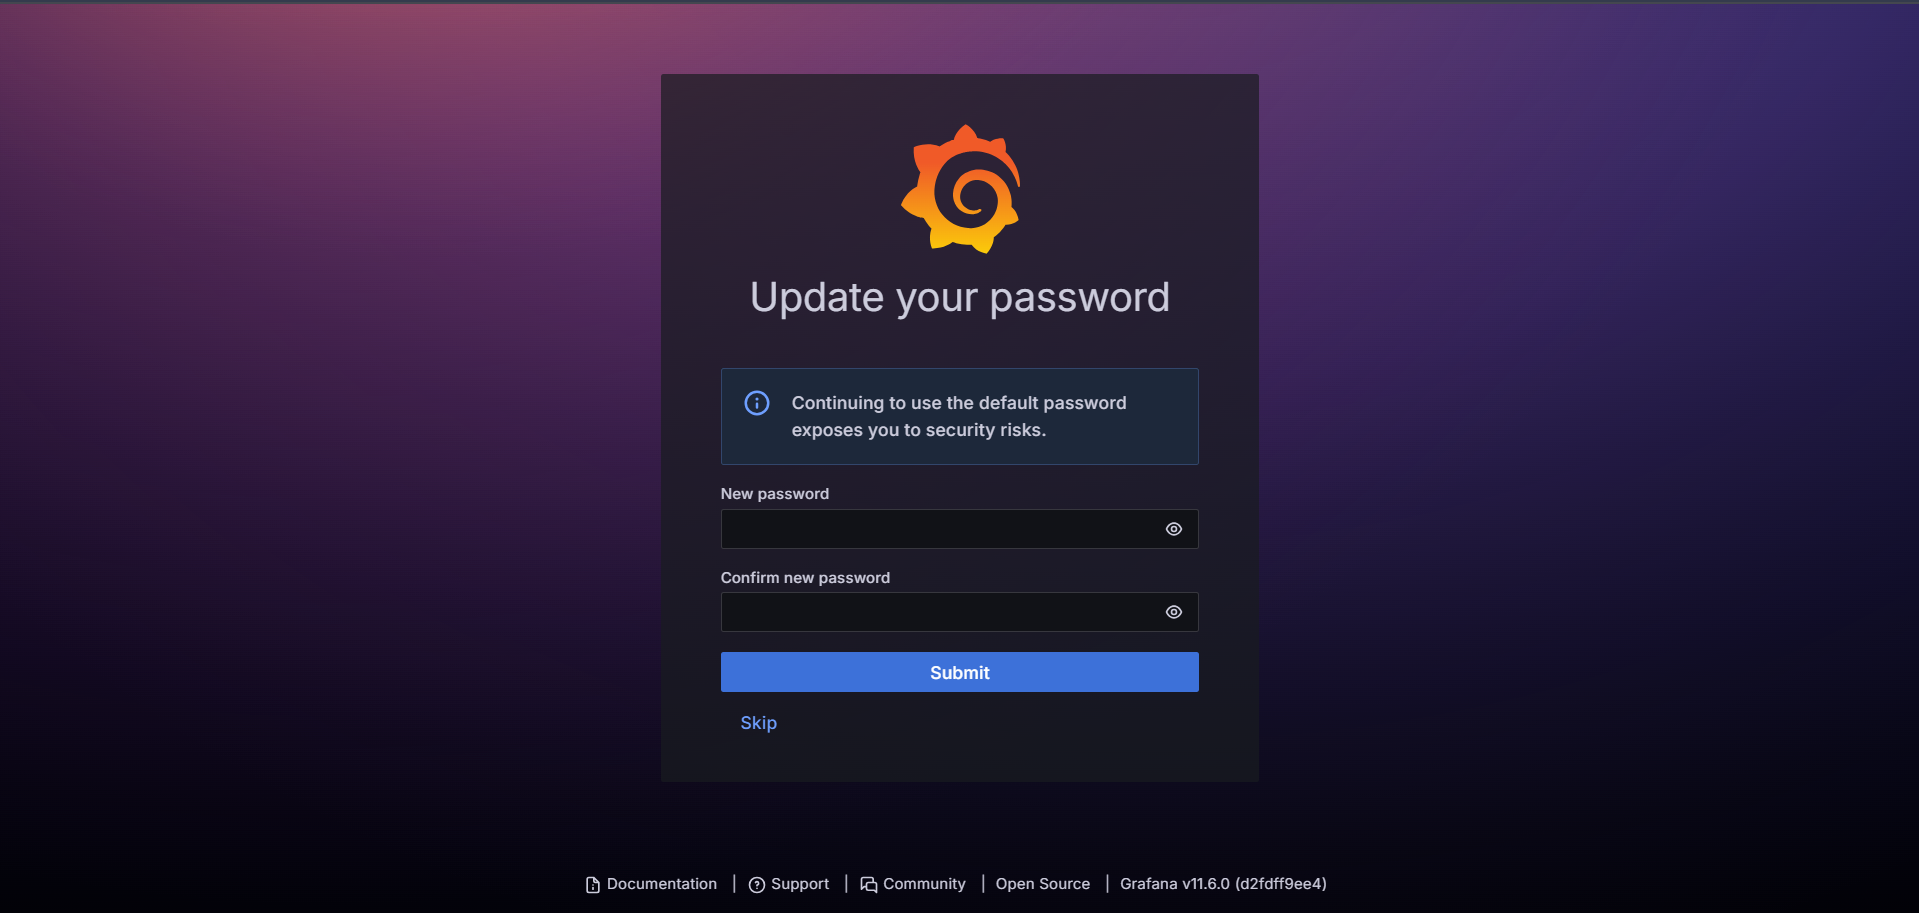 Update your password
Continuing to use the default password
exposes you to security risks.
New password
Confirm new password
Submit
Skip
Documentation | Support | Community | Open Source | Grafana v11.6.0 (d2fdff9ee4)